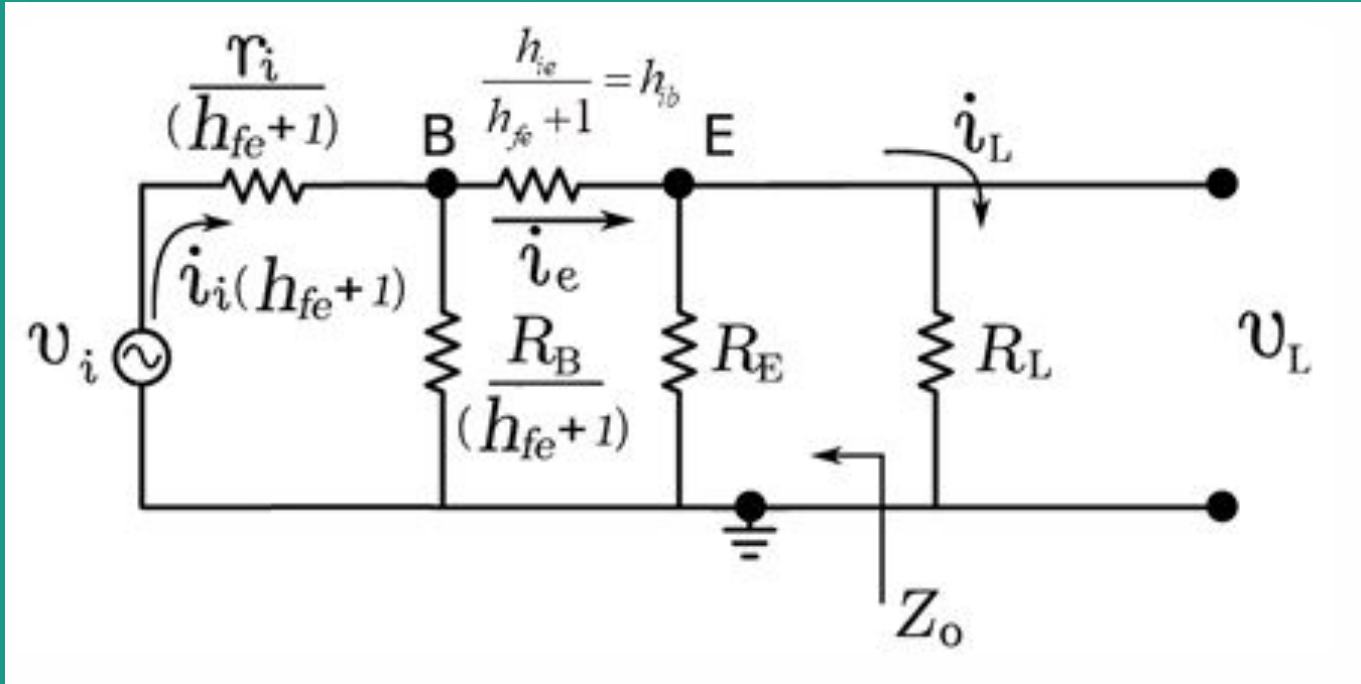 rᵢ/(h_fe+1)
h_ie/(h_fe+1) = h_ib
B
E
i_L
i_i(h_fe+1)
i_e
υ_i
R_B/(h_fe+1)
R_E
R_L
υ_L
Z_o